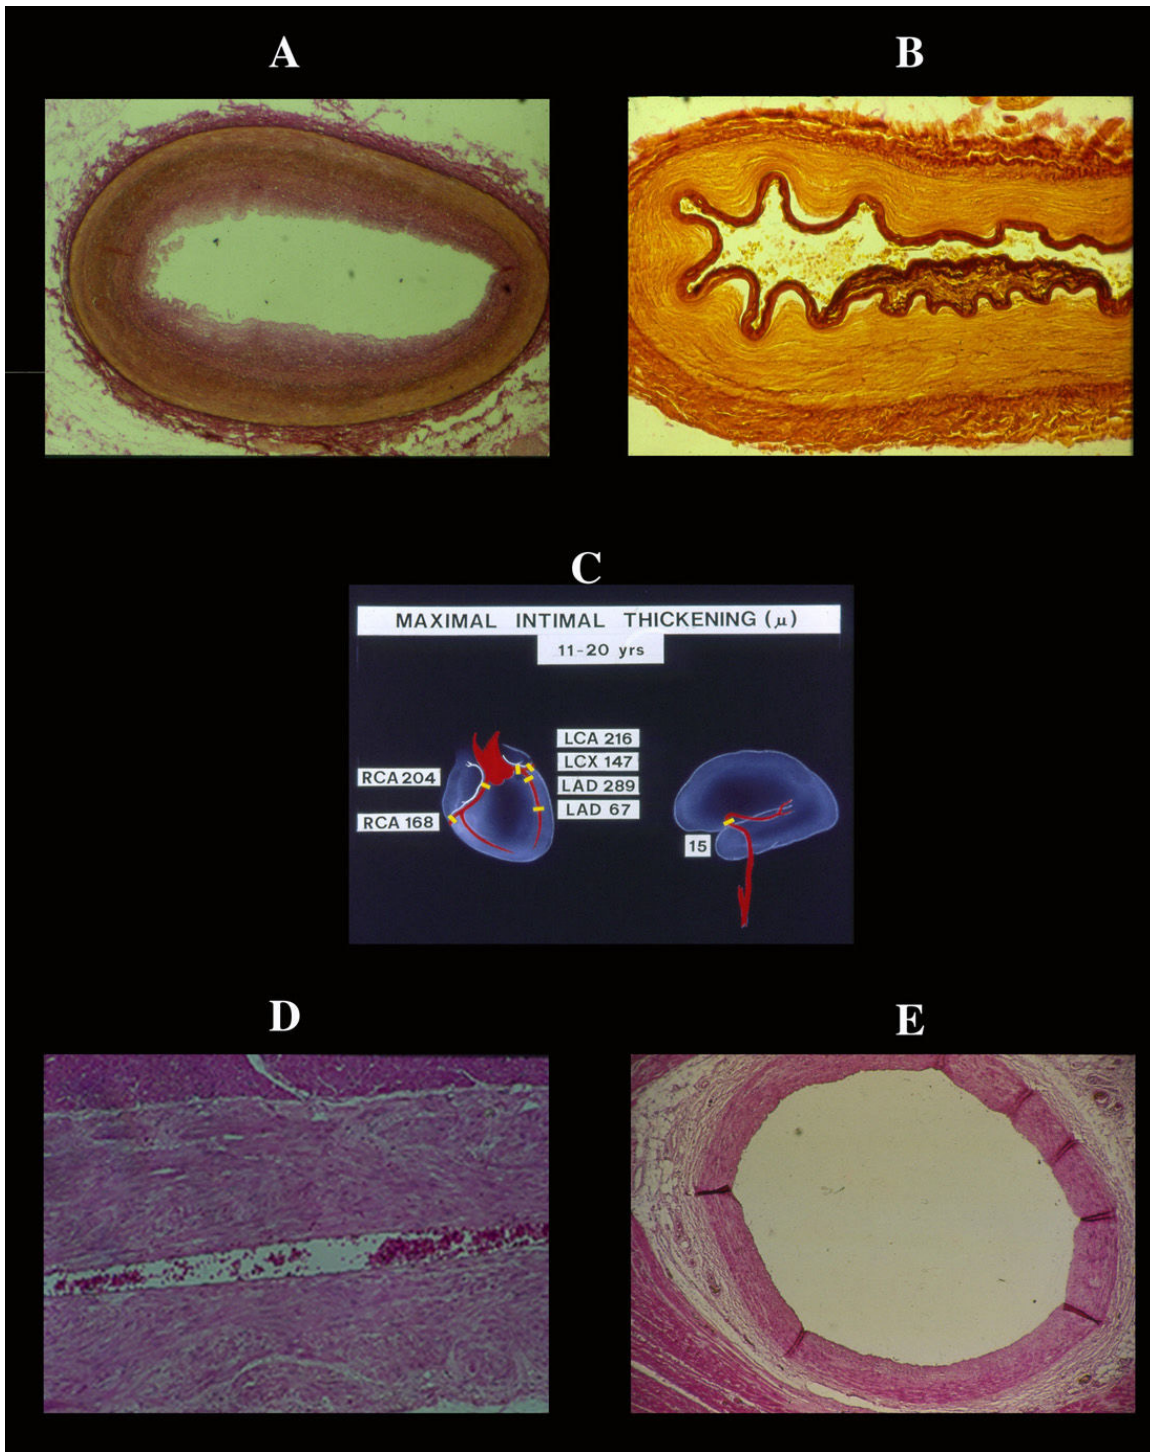 A
B
C
MAXIMAL INTIMAL THICKENING (μ)
11-20 yrs
LCA 216
LCX 147
RCA 204
LAD 289
LAD 67
RCA 168
15
D
E